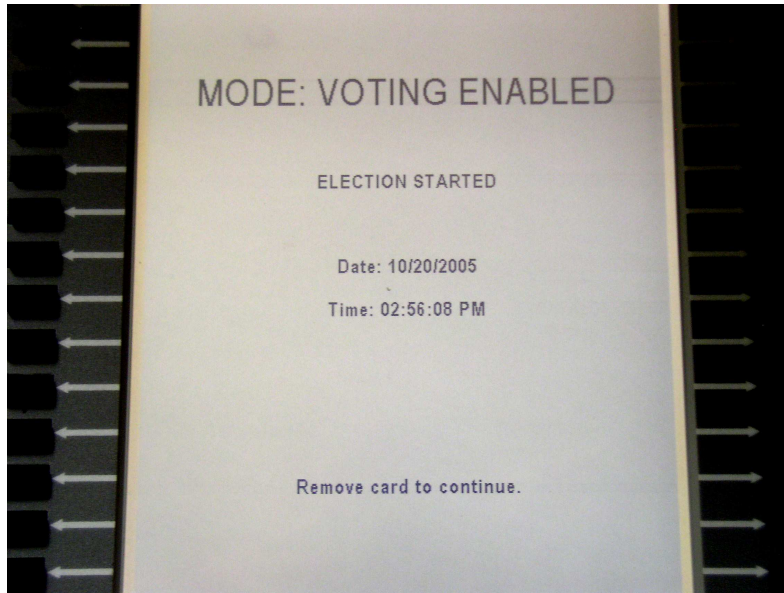 MODE: VOTING ENABLED
ELECTION STARTED
Date: 10/20/2005
Time: 02:56:08 PM
Remove card to continue.